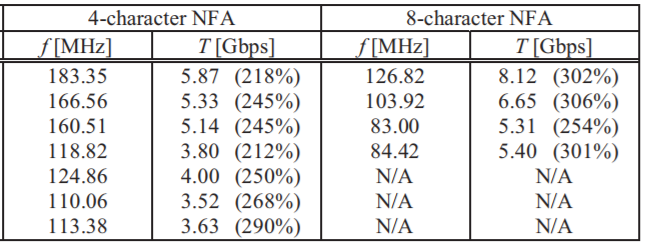 4-character NFA 8-character NFA
f [MHz] T [Gbps] f [MHz] T [Gbps]
183.35 5.87 (218%) 126.82 8.12 (302%)
166.56 5.33 (245%) 103.92 6.65 (306%)
160.51 5.14 (245%) 83.00 5.31 (254%)
118.82 3.80 (212%) 84.42 5.40 (301%)
124.86 4.00 (250%) N/A N/A
110.06 3.52 (268%) N/A N/A
113.38 3.63 (290%) N/A N/A